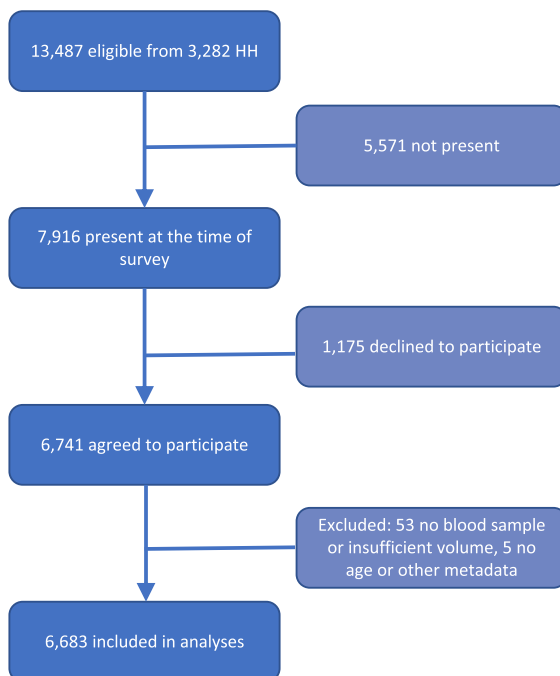 13,487 eligible from 3,282 HH
5,571 not present
7,916 present at the time of
survey
1,175 declined to participate
6,741 agreed to participate
Excluded: 53 no blood sample
or insufficient volume, 5 no
age or other metadata
6,683 included in analyses